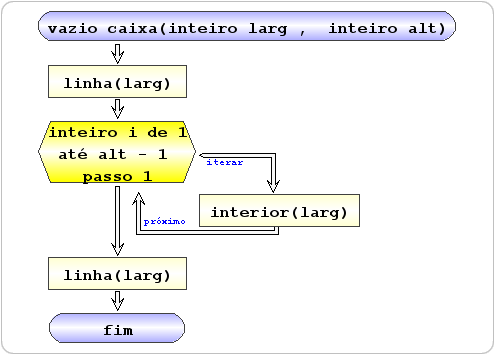 vazio caixa(inteiro larg ,  inteiro alt)
linha(larg)
inteiro i de 1
até alt - 1
passo 1
iterar
interior(larg)
próximo
linha(larg)
fim